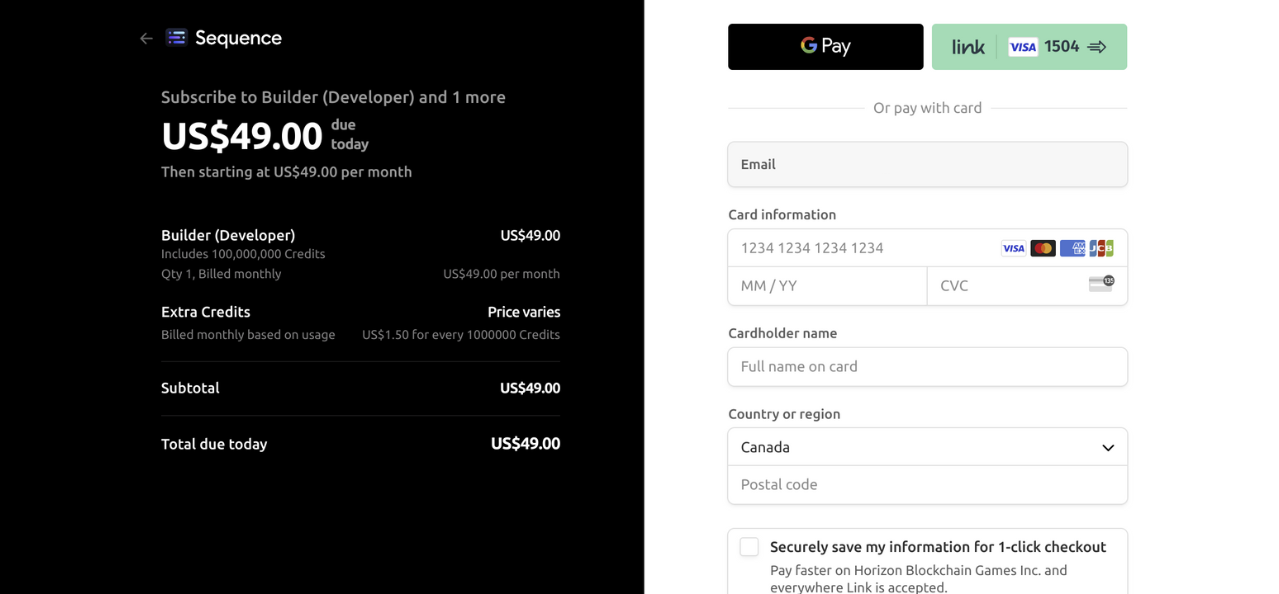 Sequence
Subscribe to Builder (Developer) and 1 more
US$49.00 due today
Then starting at US$49.00 per month
Builder (Developer) US$49.00
Includes 100,000,000 Credits
Qty 1, Billed monthly US$49.00 per month
Extra Credits Price varies
Billed monthly based on usage US$1.50 for every 1000000 Credits
Subtotal US$49.00
Total due today US$49.00
G Pay
link VISA 1504
Or pay with card
Email
Card information
1234 1234 1234 1234 VISA AMEX JCB
MM / YY CVC 135
Cardholder name
Full name on card
Country or region
Canada
Postal code
Securely save my information for 1-click checkout
Pay faster on Horizon Blockchain Games Inc. and
everywhere Link is accepted.